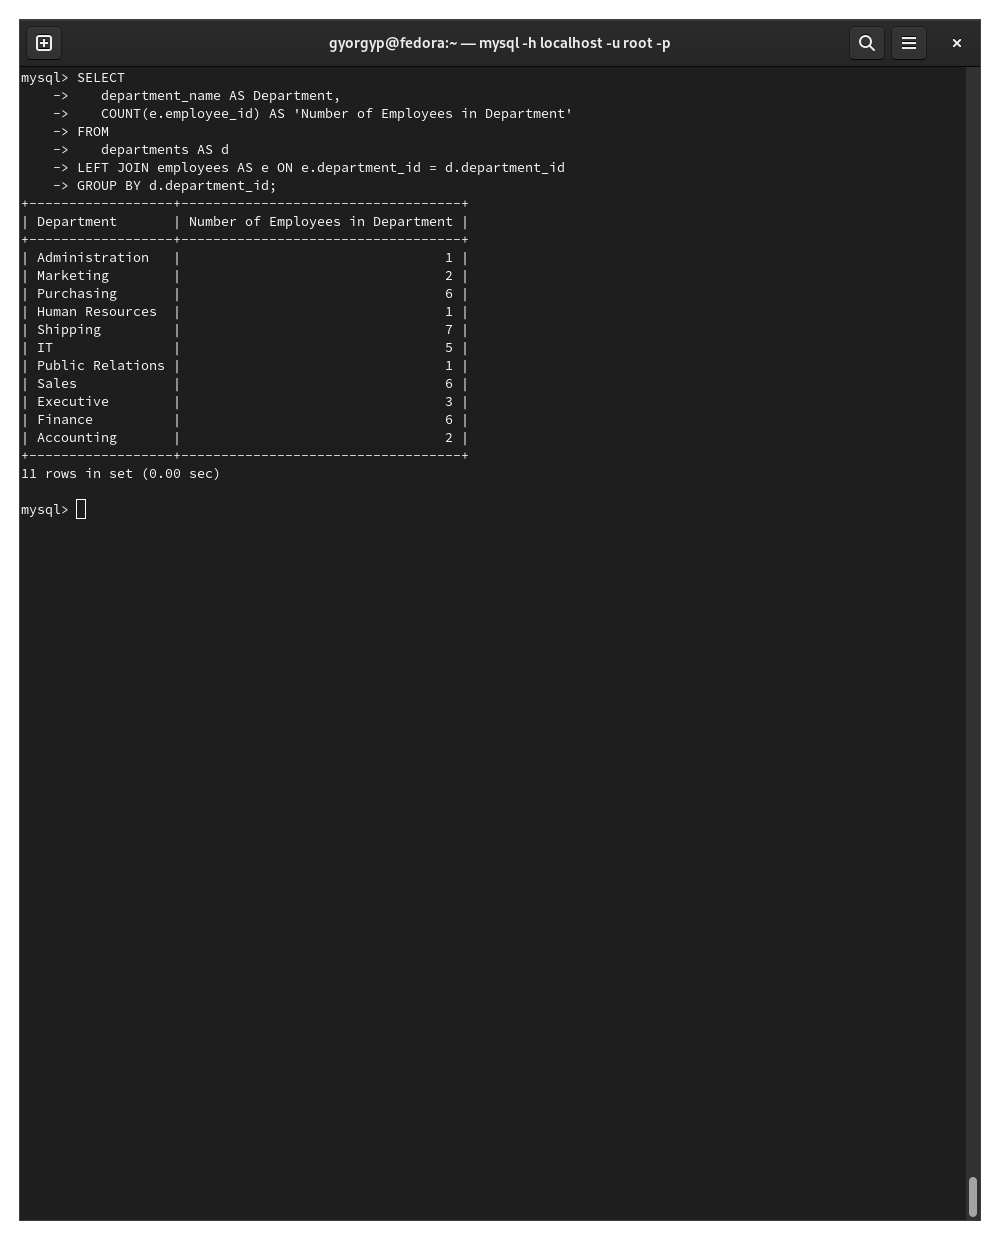 gyorgyp@fedora:~ — mysql -h localhost -u root -p
mysql> SELECT
    ->    department_name AS Department,
    ->    COUNT(e.employee_id) AS 'Number of Employees in Department'
    -> FROM
    ->    departments AS d
    -> LEFT JOIN employees AS e ON e.department_id = d.department_id
    -> GROUP BY d.department_id;
+------------------+-----------------------------------+
| Department       | Number of Employees in Department |
+------------------+-----------------------------------+
| Administration   |                                 1 |
| Marketing        |                                 2 |
| Purchasing       |                                 6 |
| Human Resources  |                                 1 |
| Shipping         |                                 7 |
| IT               |                                 5 |
| Public Relations |                                 1 |
| Sales            |                                 6 |
| Executive        |                                 3 |
| Finance          |                                 6 |
| Accounting       |                                 2 |
+------------------+-----------------------------------+
11 rows in set (0.00 sec)
mysql>